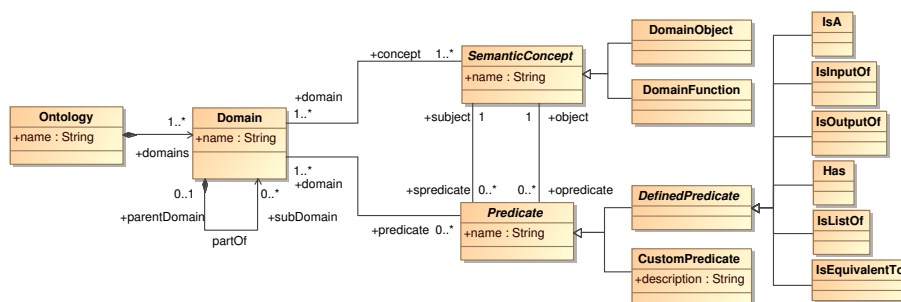 Ontology
+name : String
1..*
+domains
Domain
+name : String
0..1
0..*
+parentDomain
+subDomain
partOf
+concept
1..*
+domain
1..*
1..*
+domain
+predicate
0..*
SemanticConcept
+name : String
+subject
1
1
+object
+spredicate
0..*
0..*
+opredicate
Predicate
+name : String
DomainObject
DomainFunction
DefinedPredicate
CustomPredicate
+description : String
IsA
IsInputOf
IsOutputOf
Has
IsListOf
IsEquivalentTo